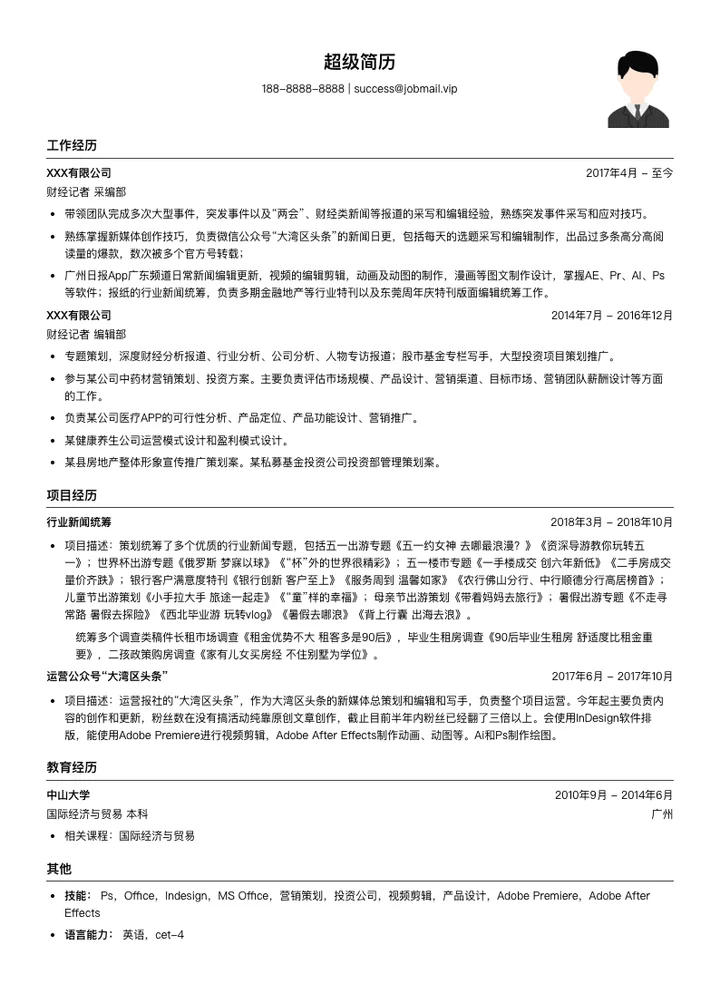 超级简历
188-8888-8888 | success@jobmail.vip
工作经历
XXX有限公司 2017年4月 - 至今
财经记者 采编部
• 带领团队完成多次大型事件，突发事件以及“两会”、财经类新闻等报道的采写和编辑经验，熟练突发事件采写和应对技巧。
• 熟练掌握新媒体创作技巧，负责微信公众号“大湾区头条”的新闻日更，包括每天的选题采写和编辑制作，出品过多条高分高阅
读量的爆款，数次被多个官方号转载；
• 广州日报App广东频道日常新闻编辑更新，视频的编辑剪辑，动画及动图的制作，漫画等图文制作设计，掌握AE、Pr、AI、Ps
等软件；报纸的行业新闻统筹，负责多期金融地产等行业特刊以及东莞周年庆特刊版面编辑统筹工作。
XXX有限公司 2014年7月 - 2016年12月
财经记者 编辑部
• 专题策划，深度财经分析报道、行业分析、公司分析、人物专访报道；股市基金专栏写手，大型投资项目策划推广。
• 参与某公司中药材营销策划、投资方案。主要负责评估市场规模、产品设计、营销渠道、目标市场、营销团队薪酬设计等方面
的工作。
• 负责某公司医疗APP的可行性分析、产品定位、产品功能设计、营销推广。
• 某健康养生公司运营模式设计和盈利模式设计。
• 某县房地产整体形象宣传推广策划案。某私募基金投资公司投资部管理策划案。
项目经历
行业新闻统筹 2018年3月 - 2018年10月
• 项目描述：策划统筹了多个优质的行业新闻专题，包括五一出游专题《五一约女神 去哪最浪漫？》《资深导游教你玩转五
一》；世界杯出游专题《俄罗斯 梦寐以球》《“杯”外的世界很精彩》；五一楼市专题《一手楼成交 创六年新低》《二手房成交
量价齐跌》；银行客户满意度特刊《银行创新 客户至上》《服务周到 温馨如家》《农行佛山分行、中行顺德分行高居榜首》；
儿童节出游策划《小手拉大手 旅途一起走》《“童”样的幸福》；母亲节出游策划《带着妈妈去旅行》；暑假出游专题《不走寻
常路 暑假去探险》《西北毕业游 玩转vlog》《暑假去哪浪》《背上行囊 出海去浪》。
统筹多个调查类稿件长租市场调查《租金优势不大 租客多是90后》，毕业生租房调查《90后毕业生租房 舒适度比租金重
要》，二孩政策购房调查《家有儿女买房经 不住别墅为学位》。
运营公众号“大湾区头条” 2017年6月 - 2017年10月
• 项目描述：运营报社的“大湾区头条”，作为大湾区头条的新媒体总策划和编辑和写手，负责整个项目运营。今年起主要负责内
容的创作和更新，粉丝数在没有搞活动纯靠原创文章创作，截止目前半年内粉丝已经翻了三倍以上。会使用InDesign软件排
版，能使用Adobe Premiere进行视频剪辑，Adobe After Effects制作动画、动图等。Ai和Ps制作绘图。
教育经历
中山大学 2010年9月 - 2014年6月
国际经济与贸易 本科 广州
• 相关课程：国际经济与贸易
其他
• 技能： Ps，Office，Indesign，MS Office，营销策划，投资公司，视频剪辑，产品设计，Adobe Premiere，Adobe After
Effects
• 语言能力： 英语，cet-4